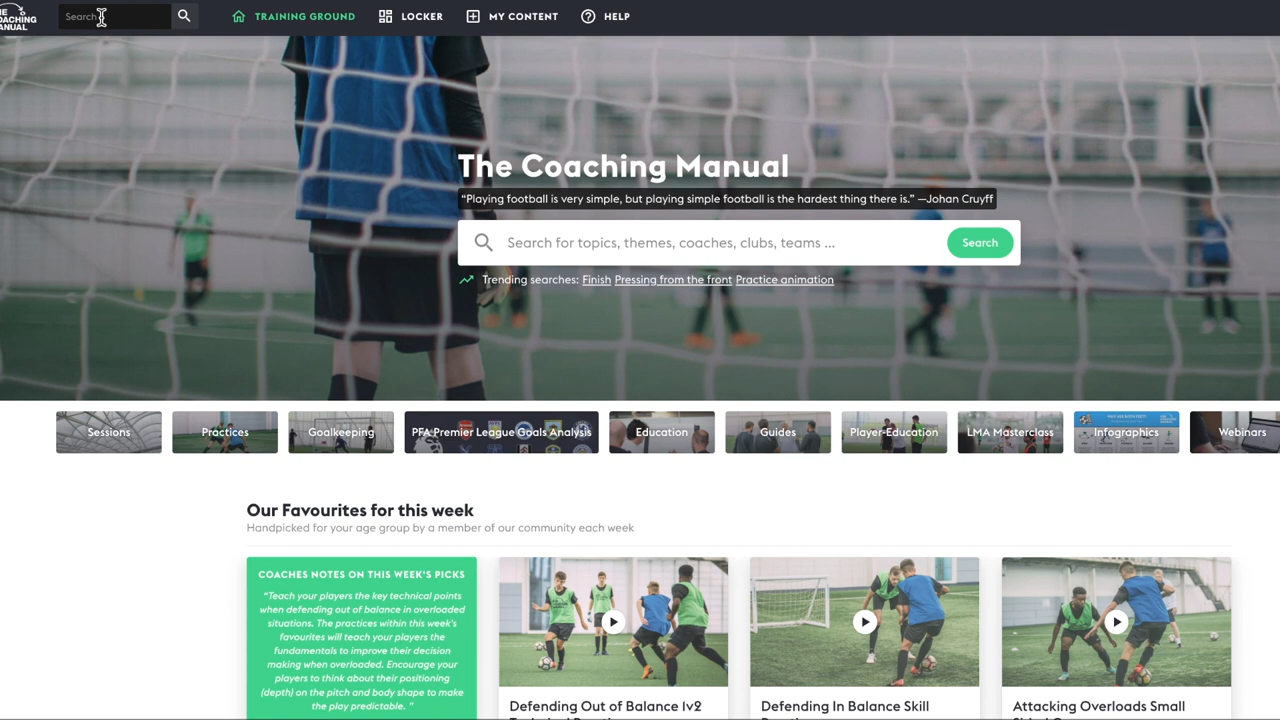 THE
COACHING
MANUAL
Search
TRAINING GROUND
LOCKER
MY CONTENT
HELP
The Coaching Manual
“Playing football is very simple, but playing simple football is the hardest thing there is.” —Johan Cruyff
Search for topics, themes, coaches, clubs, teams ...
Search
Trending searches: Finish Pressing from the front Practice animation
Sessions
Practices
Goalkeeping
PFA Premier League Goals Analysis
Education
Guides
Player-Education
LMA Masterclass
Infographics
Webinars
Our Favourites for this week
Handpicked for your age group by a member of our community each week
COACHES NOTES ON THIS WEEK'S PICKS
"Teach your players the key technical points
when defending out of balance in overloaded
situations. The practices within this week's
favourites will teach your players the
fundamentals to improve their decision
making when overloaded. Encourage your
players to think about their positioning
(depth) on the pitch and body shape to make
the play predictable. "
Defending Out of Balance 1v2
Defending In Balance Skill
Attacking Overloads Small